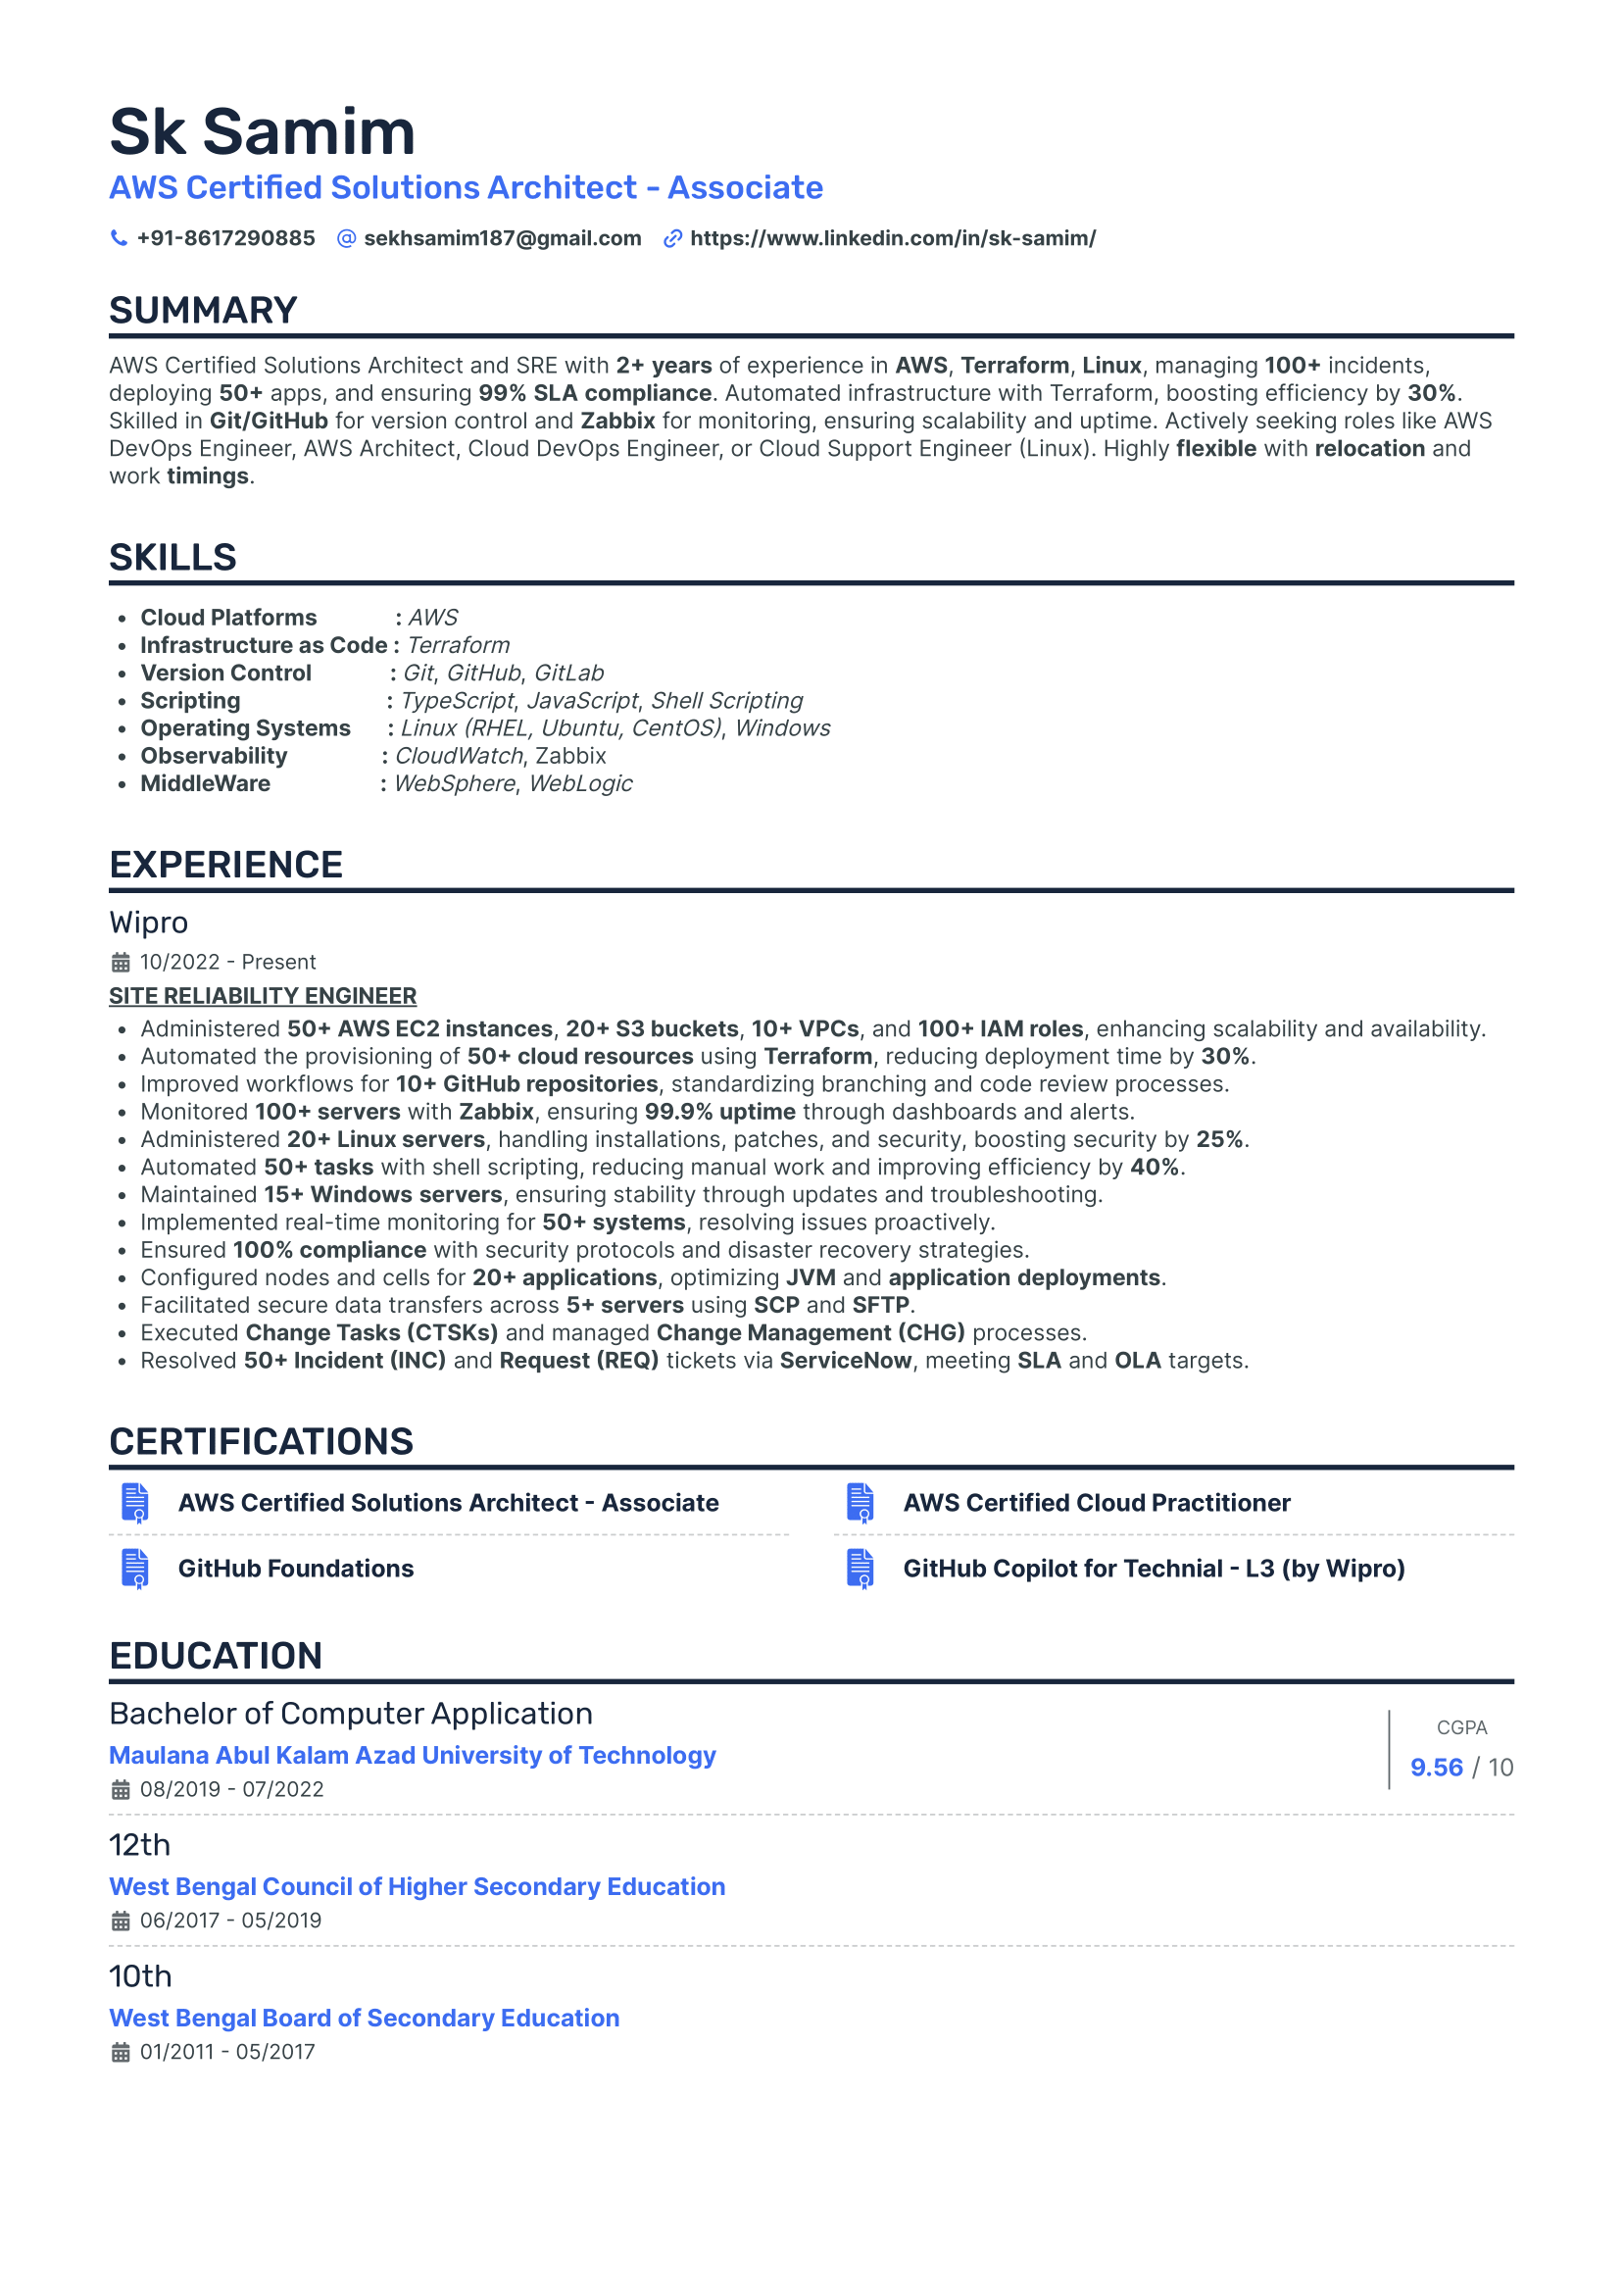 Sk Samim
AWS Certified Solutions Architect - Associate
+91-8617290885 @ sekhsamim187@gmail.com https://www.linkedin.com/in/sk-samim/
SUMMARY
AWS Certified Solutions Architect and SRE with 2+ years of experience in AWS, Terraform, Linux, managing 100+ incidents,
deploying 50+ apps, and ensuring 99% SLA compliance. Automated infrastructure with Terraform, boosting efficiency by 30%.
Skilled in Git/GitHub for version control and Zabbix for monitoring, ensuring scalability and uptime. Actively seeking roles like AWS
DevOps Engineer, AWS Architect, Cloud DevOps Engineer, or Cloud Support Engineer (Linux). Highly flexible with relocation and
work timings.
SKILLS
• Cloud Platforms : AWS
• Infrastructure as Code : Terraform
• Version Control : Git, GitHub, GitLab
• Scripting : TypeScript, JavaScript, Shell Scripting
• Operating Systems : Linux (RHEL, Ubuntu, CentOS), Windows
• Observability : CloudWatch, Zabbix
• MiddleWare : WebSphere, WebLogic
EXPERIENCE
Wipro
10/2022 - Present
SITE RELIABILITY ENGINEER
• Administered 50+ AWS EC2 instances, 20+ S3 buckets, 10+ VPCs, and 100+ IAM roles, enhancing scalability and availability.
• Automated the provisioning of 50+ cloud resources using Terraform, reducing deployment time by 30%.
• Improved workflows for 10+ GitHub repositories, standardizing branching and code review processes.
• Monitored 100+ servers with Zabbix, ensuring 99.9% uptime through dashboards and alerts.
• Administered 20+ Linux servers, handling installations, patches, and security, boosting security by 25%.
• Automated 50+ tasks with shell scripting, reducing manual work and improving efficiency by 40%.
• Maintained 15+ Windows servers, ensuring stability through updates and troubleshooting.
• Implemented real-time monitoring for 50+ systems, resolving issues proactively.
• Ensured 100% compliance with security protocols and disaster recovery strategies.
• Configured nodes and cells for 20+ applications, optimizing JVM and application deployments.
• Facilitated secure data transfers across 5+ servers using SCP and SFTP.
• Executed Change Tasks (CTSKs) and managed Change Management (CHG) processes.
• Resolved 50+ Incident (INC) and Request (REQ) tickets via ServiceNow, meeting SLA and OLA targets.
CERTIFICATIONS
AWS Certified Solutions Architect - Associate
AWS Certified Cloud Practitioner
GitHub Foundations
GitHub Copilot for Technial - L3 (by Wipro)
EDUCATION
Bachelor of Computer Application
Maulana Abul Kalam Azad University of Technology
08/2019 - 07/2022
CGPA
9.56 / 10
12th
West Bengal Council of Higher Secondary Education
06/2017 - 05/2019
10th
West Bengal Board of Secondary Education
01/2011 - 05/2017